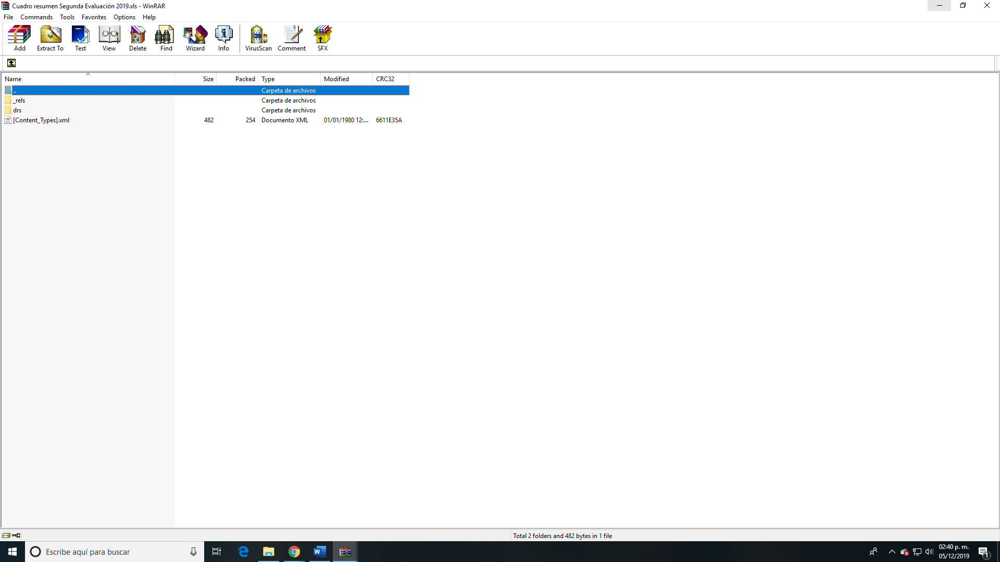 Cuadro resumen Segunda Evaluación 2019.xls - WinRAR
File Commands Tools Favorites Options Help
Add Extract To Test View Delete Find Wizard Info VirusScan Comment SFX
Name Size Packed Type Modified CRC32
.. Carpeta de archivos
_rels Carpeta de archivos
drs Carpeta de archivos
[Content_Types].xml 482 254 Documento XML 01/01/1980 12:... 6611E35A
Total 2 folders and 482 bytes in 1 file
Escribe aquí para buscar
02:40 p. m.
05/12/2019
1